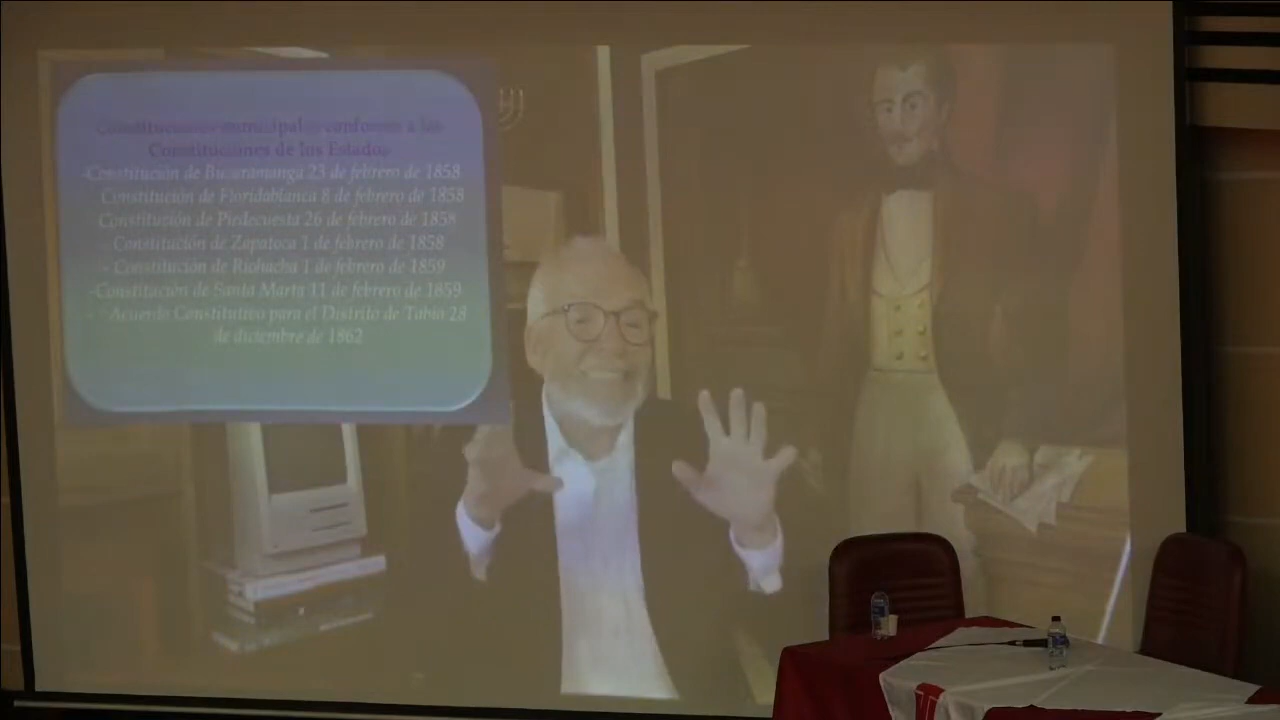 Constituciones municipales conformes a las
Constituciones de los Estados
-Constitución de Bucaramanga 23 de febrero de 1858
Constitución de Floridablanca 8 de febrero de 1858
Constitución de Piedecuesta 26 de febrero de 1858
- Constitución de Zapatoca 1 de febrero de 1858
- Constitución de Riohacha 1 de febrero de 1859
-Constitución de Santa Marta 11 de febrero de 1859
- Acuerdo Constitutivo para el Distrito de Tabio 28
de diciembre de 1862